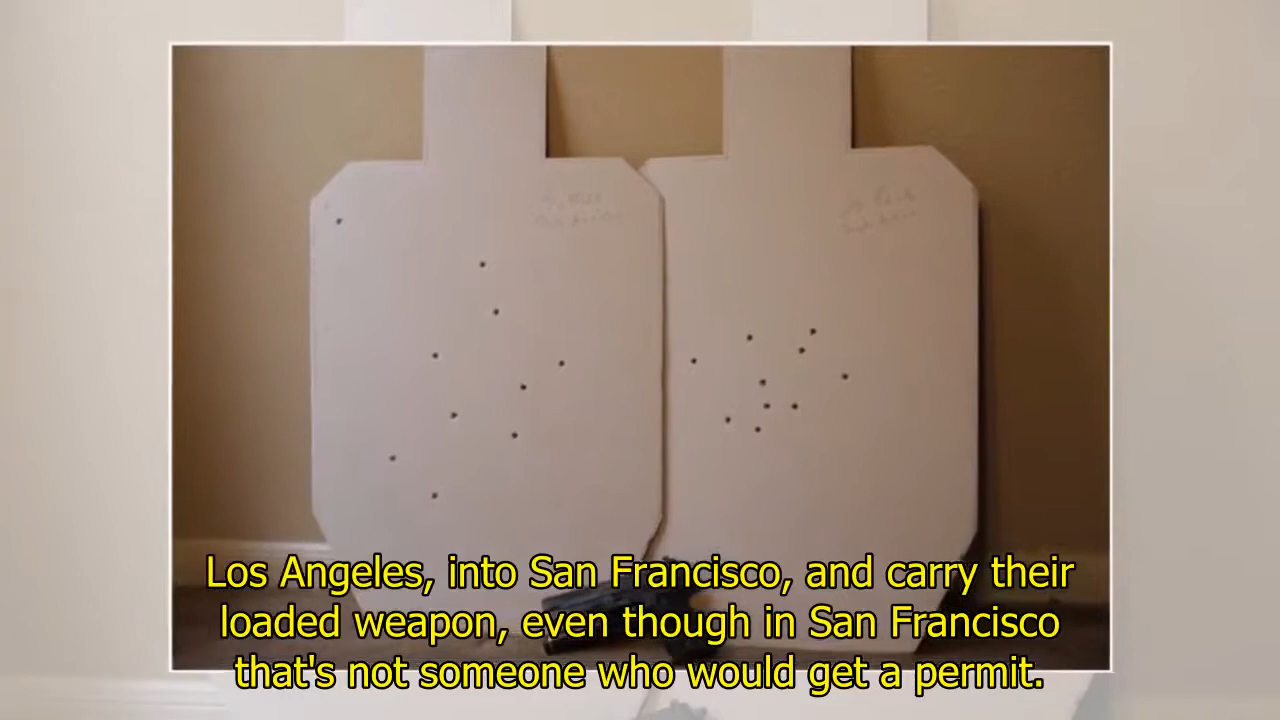 Los Angeles, into San Francisco, and carry their
loaded weapon, even though in San Francisco
that's not someone who would get a permit.